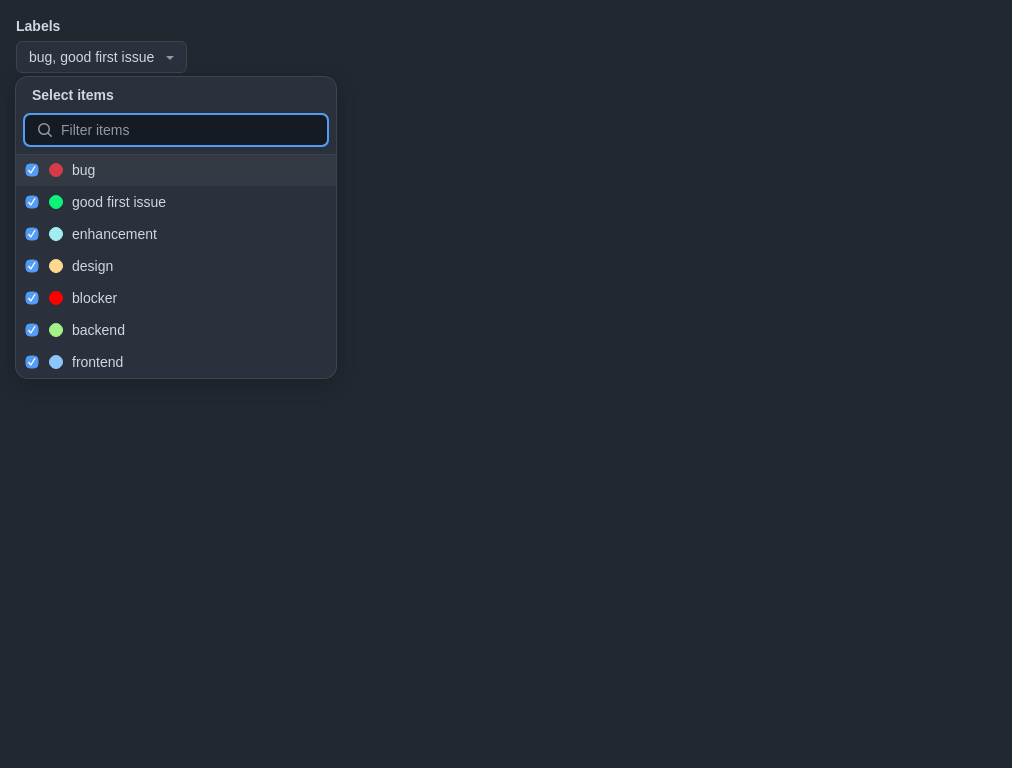 Labels
bug, good first issue
Select items
Filter items
bug
good first issue
enhancement
design
blocker
backend
frontend